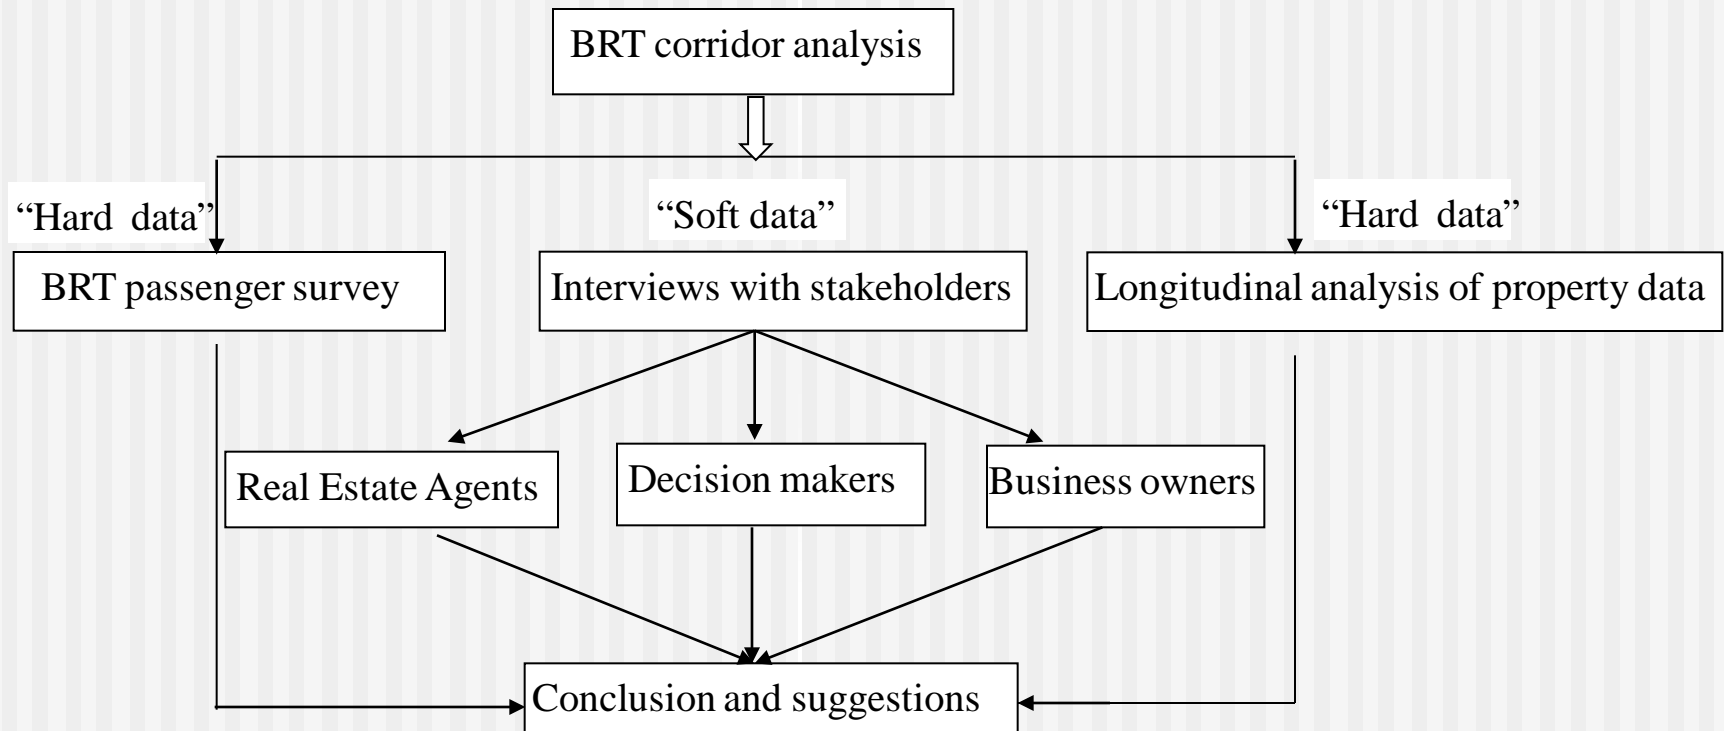 BRT corridor analysis
“Hard data”
“Soft data”
“Hard data”
BRT passenger survey
Interviews with stakeholders
Longitudinal analysis of property data
Real Estate Agents
Decision makers
Business owners
Conclusion and suggestions